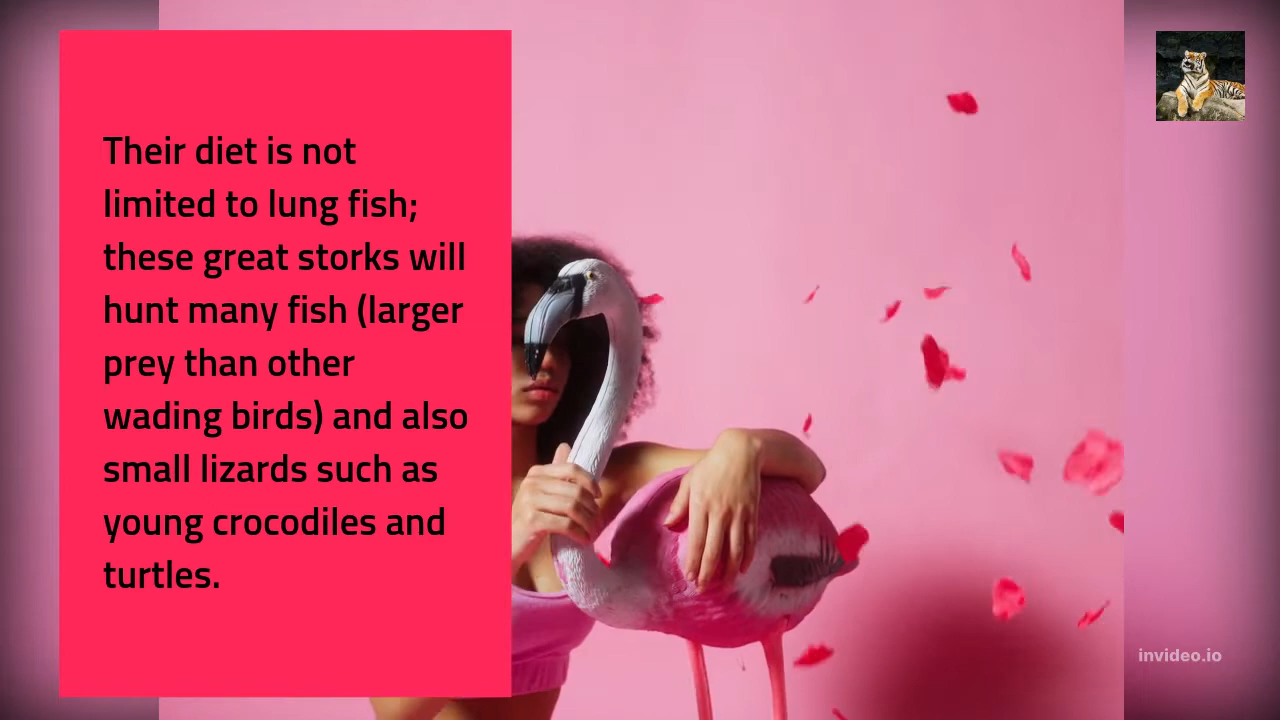 Their diet is not
limited to lung fish;
these great storks will
hunt many fish (larger
prey than other
wading birds) and also
small lizards such as
young crocodiles and
turtles.
invideo.io